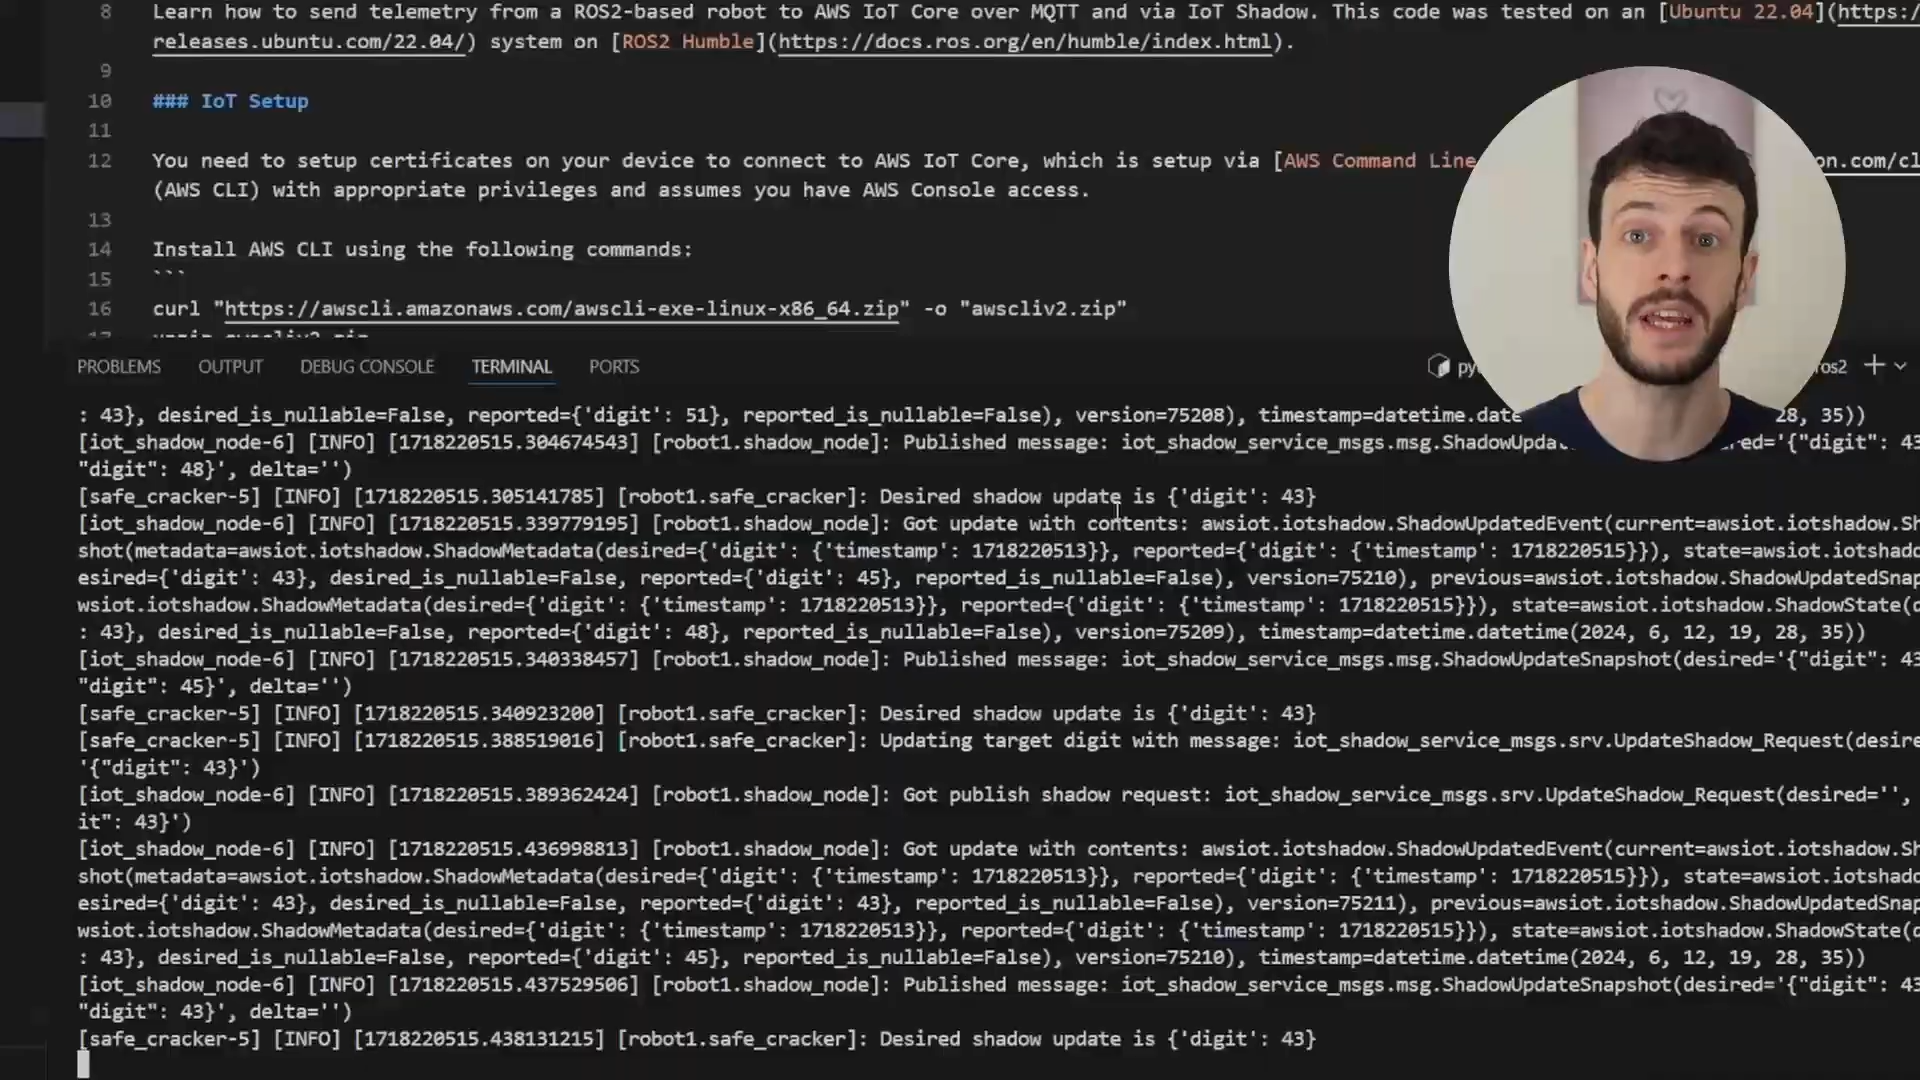 8 Learn how to send telemetry from a ROS2-based robot to AWS IoT Core over MQTT and via IoT Shadow. This code was tested on an [Ubuntu 22.04](https:/
releases.ubuntu.com/22.04/) system on [ROS2 Humble](https://docs.ros.org/en/humble/index.html).
9
10 ### IoT Setup
11
12 You need to setup certificates on your device to connect to AWS IoT Core, which is setup via [AWS Command Line on.com/cl
(AWS CLI) with appropriate privileges and assumes you have AWS Console access.
13
14 Install AWS CLI using the following commands:
15 ```
16 curl "https://awscli.amazonaws.com/awscli-exe-linux-x86_64.zip" -o "awscliv2.zip"
17 unzip awscliv2.zip
PROBLEMS OUTPUT DEBUG CONSOLE TERMINAL PORTS py ros2
: 43}, desired_is_nullable=False, reported={'digit': 51}, reported_is_nullable=False), version=75208), timestamp=datetime.date 28, 35))
[iot_shadow_node-6] [INFO] [1718220515.304674543] [robot1.shadow_node]: Published message: iot_shadow_service_msgs.msg.ShadowUpdat red='{"digit": 43
"digit": 48}', delta='')
[safe_cracker-5] [INFO] [1718220515.305141785] [robot1.safe_cracker]: Desired shadow update is {'digit': 43}
[iot_shadow_node-6] [INFO] [1718220515.339779195] [robot1.shadow_node]: Got update with contents: awsiot.iotshadow.ShadowUpdatedEvent(current=awsiot.iotshadow.Sh
shot(metadata=awsiot.iotshadow.ShadowMetadata(desired={'digit': {'timestamp': 1718220513}}, reported={'digit': {'timestamp': 1718220515}}), state=awsiot.iotshado
esired={'digit': 43}, desired_is_nullable=False, reported={'digit': 45}, reported_is_nullable=False), version=75210), previous=awsiot.iotshadow.ShadowUpdatedSnap
wsiot.iotshadow.ShadowMetadata(desired={'digit': {'timestamp': 1718220513}}, reported={'digit': {'timestamp': 1718220515}}), state=awsiot.iotshadow.ShadowState(d
: 43}, desired_is_nullable=False, reported={'digit': 48}, reported_is_nullable=False), version=75209), timestamp=datetime.datetime(2024, 6, 12, 19, 28, 35))
[iot_shadow_node-6] [INFO] [1718220515.340338457] [robot1.shadow_node]: Published message: iot_shadow_service_msgs.msg.ShadowUpdateSnapshot(desired='{"digit": 43
"digit": 45}', delta='')
[safe_cracker-5] [INFO] [1718220515.340923200] [robot1.safe_cracker]: Desired shadow update is {'digit': 43}
[safe_cracker-5] [INFO] [1718220515.388519016] [robot1.safe_cracker]: Updating target digit with message: iot_shadow_service_msgs.srv.UpdateShadow_Request(desire
'{"digit": 43}')
[iot_shadow_node-6] [INFO] [1718220515.389362424] [robot1.shadow_node]: Got publish shadow request: iot_shadow_service_msgs.srv.UpdateShadow_Request(desired='',
it": 43}')
[iot_shadow_node-6] [INFO] [1718220515.436998813] [robot1.shadow_node]: Got update with contents: awsiot.iotshadow.ShadowUpdatedEvent(current=awsiot.iotshadow.Sh
shot(metadata=awsiot.iotshadow.ShadowMetadata(desired={'digit': {'timestamp': 1718220513}}, reported={'digit': {'timestamp': 1718220515}}), state=awsiot.iotshado
esired={'digit': 43}, desired_is_nullable=False, reported={'digit': 43}, reported_is_nullable=False), version=75211), previous=awsiot.iotshadow.ShadowUpdatedSnap
wsiot.iotshadow.ShadowMetadata(desired={'digit': {'timestamp': 1718220513}}, reported={'digit': {'timestamp': 1718220515}}), state=awsiot.iotshadow.ShadowState(d
: 43}, desired_is_nullable=False, reported={'digit': 45}, reported_is_nullable=False), version=75210), timestamp=datetime.datetime(2024, 6, 12, 19, 28, 35))
[iot_shadow_node-6] [INFO] [1718220515.437529506] [robot1.shadow_node]: Published message: iot_shadow_service_msgs.msg.ShadowUpdateSnapshot(desired='{"digit": 43
"digit": 43}', delta='')
[safe_cracker-5] [INFO] [1718220515.438131215] [robot1.safe_cracker]: Desired shadow update is {'digit': 43}